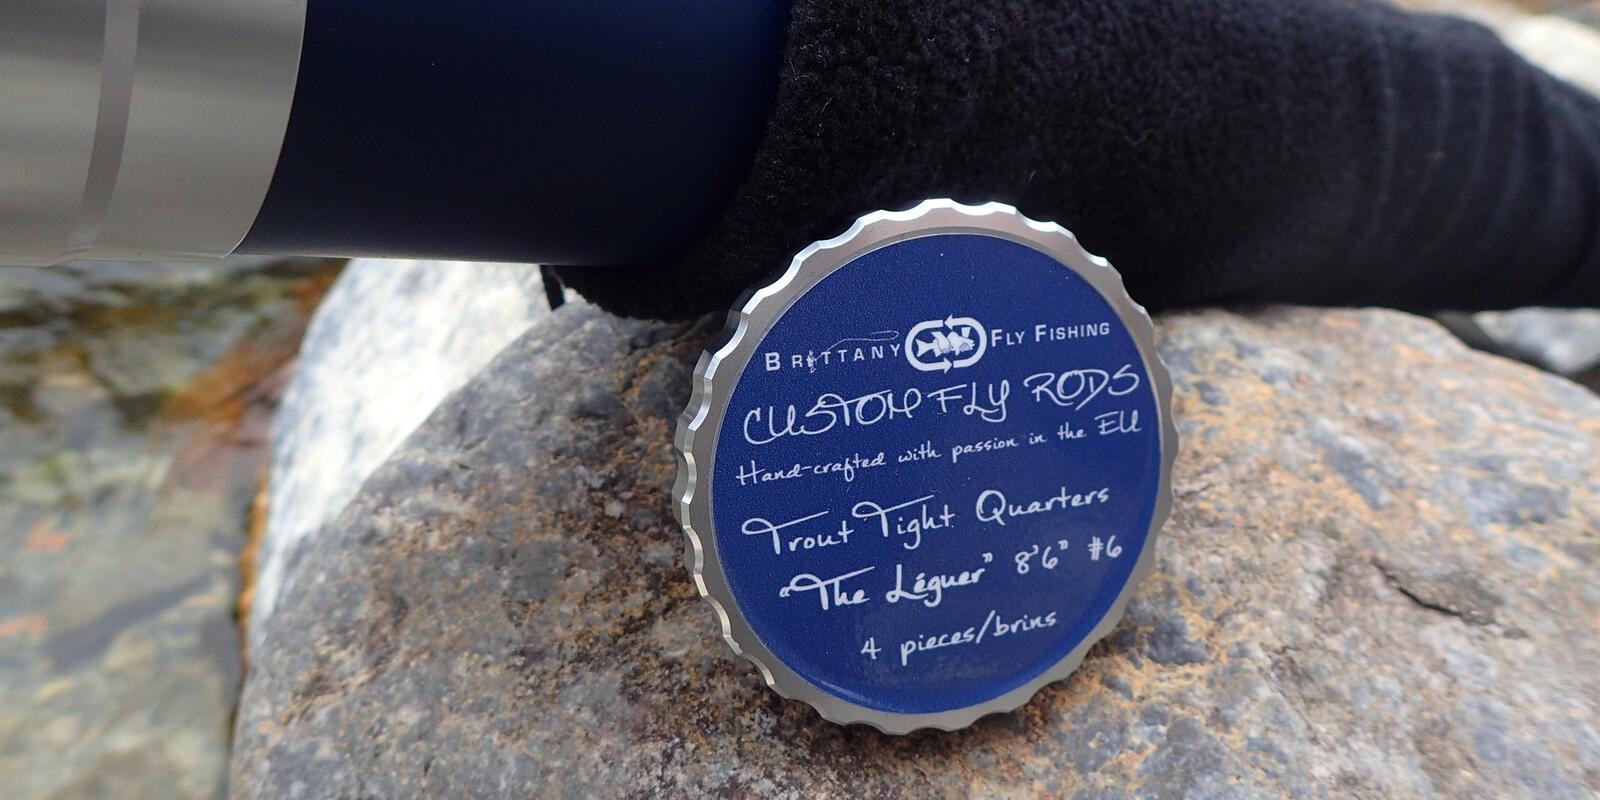 BRITTANY FLY FISHING
CUSTOM FLY RODS
Hand-crafted with passion in the EU
Trout Tight Quarters
"The Léguer" 8'6" #6
4 pieces/brins